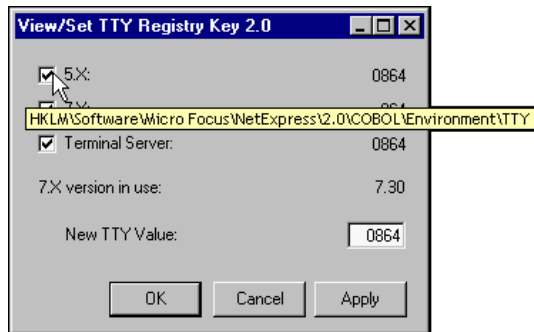 View/Set TTY Registry Key 2.0
5.X: 0864
HKLM\Software\Micro Focus\NetExpress\2.0\COBOL\Environment\TTY
Terminal Server: 0864
7.X version in use: 7.30
New TTY Value: 0864
OK Cancel Apply